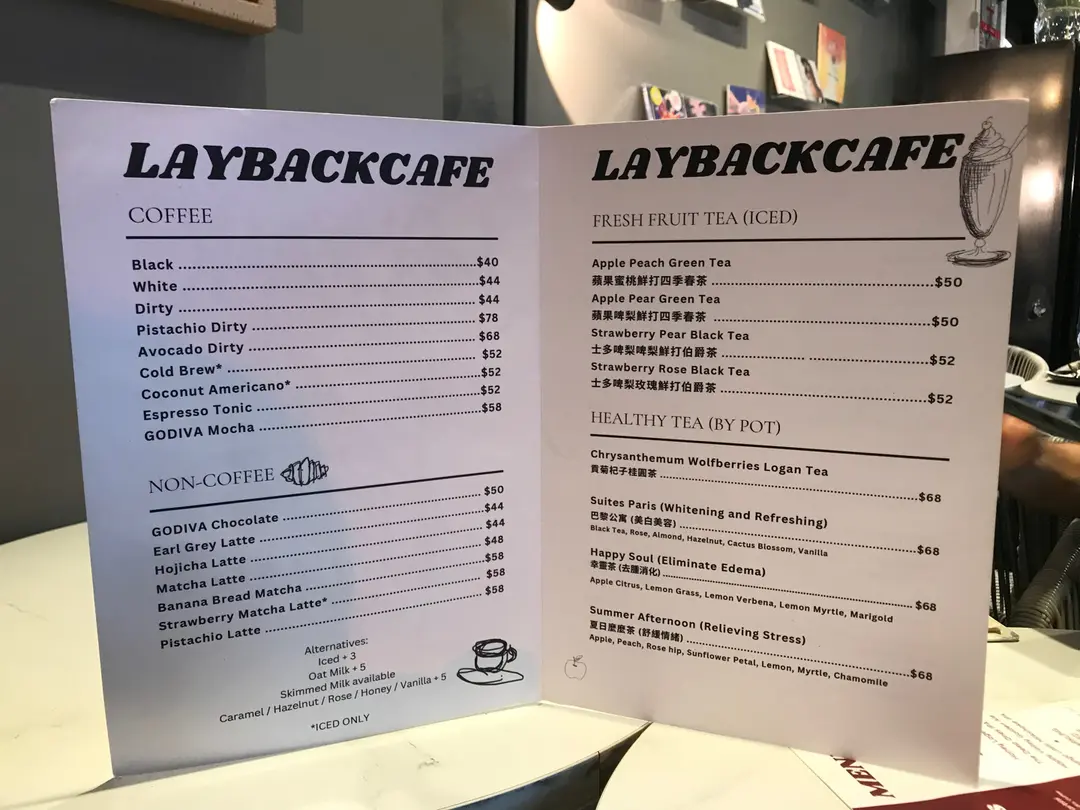 LAYBACKCAFE
COFFEE
Black ........ $40
White ........ $44
Dirty ........ $44
Pistachio Dirty ........ $78
Avocado Dirty ........ $68
Cold Brew* ........ $52
Coconut Americano* ........ $52
Espresso Tonic ........ $52
GODIVA Mocha ........ $58
NON-COFFEE
GODIVA Chocolate ........ $50
Earl Grey Latte ........ $44
Hojicha Latte ........ $44
Matcha Latte ........ $48
Banana Bread Matcha ........ $58
Strawberry Matcha Latte* ........ $58
Pistachio Latte ........ $58
Alternatives:
Iced + 3
Oat Milk + 5
Skimmed Milk available
Caramel / Hazelnut / Rose / Honey / Vanilla + 5
*ICED ONLY
LAYBACKCAFE
FRESH FRUIT TEA (ICED)
Apple Peach Green Tea
蘋果蜜桃鮮打四季春茶 ........ $50
Apple Pear Green Tea
蘋果啤梨鮮打四季春茶 ........ $50
Strawberry Pear Black Tea
士多啤梨啤梨鮮打伯爵茶 ........ $52
Strawberry Rose Black Tea
士多啤梨玫瑰鮮打伯爵茶 ........ $52
HEALTHY TEA (BY POT)
Chrysanthemum Wolfberries Logan Tea
貢菊杞子桂圓茶 ........ $68
Suites Paris (Whitening and Refreshing)
巴黎公寓 (美白美容) ........ $68
Black Tea, Rose, Almond, Hazelnut, Cactus Blossom, Vanilla
Happy Soul (Eliminate Edema)
幸靈茶 (去腫消化) ........ $68
Apple Citrus, Lemon Grass, Lemon Verbena, Lemon Myrtle, Marigold
Summer Afternoon (Relieving Stress)
夏日麼麼茶 (舒緩情緒) ........ $68
Apple, Peach, Rose hip, Sunflower Petal, Lemon, Myrtle, Chamomile